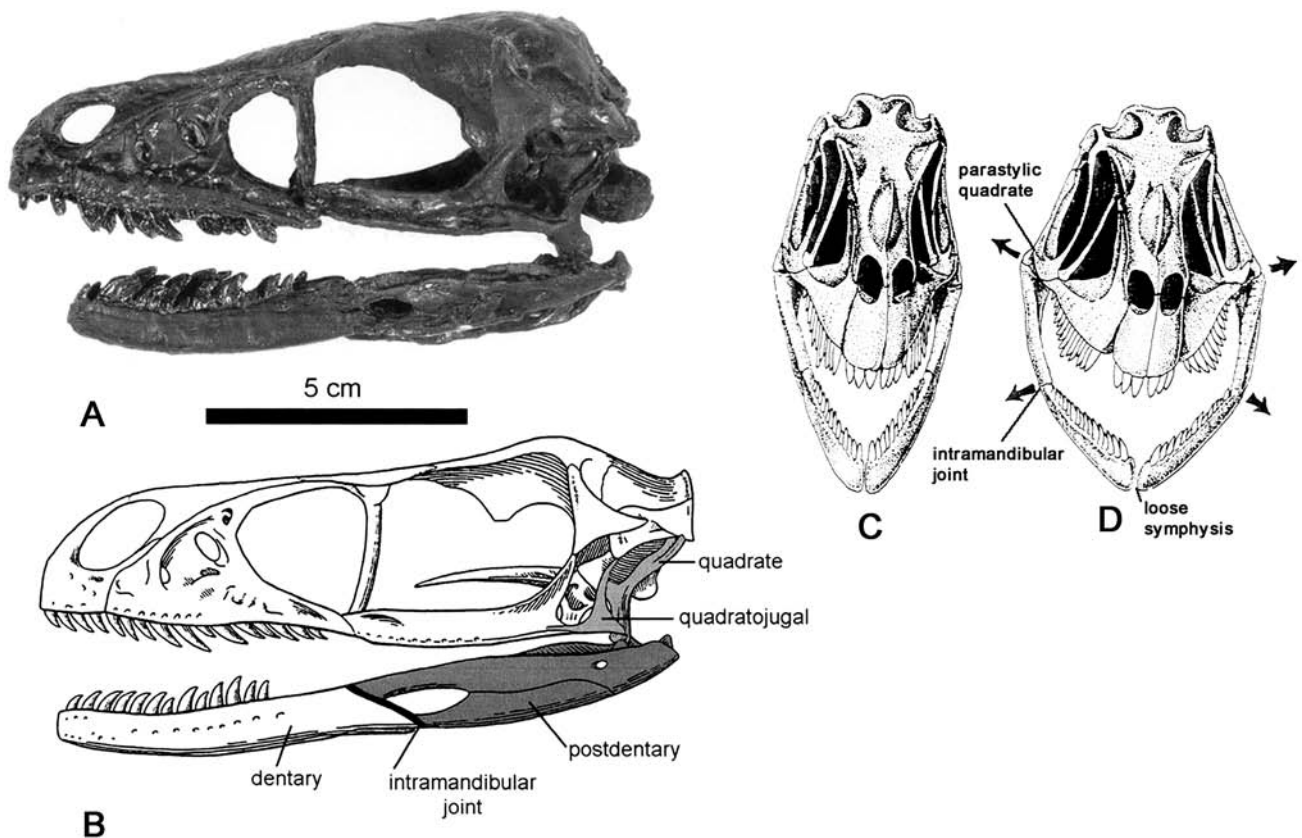 A
5 cm
B
quadrate
quadratojugal
postdentary
intramandibular
joint
dentary
parastylic
quadrate
intramandibular
joint
loose
symphysis
C
D